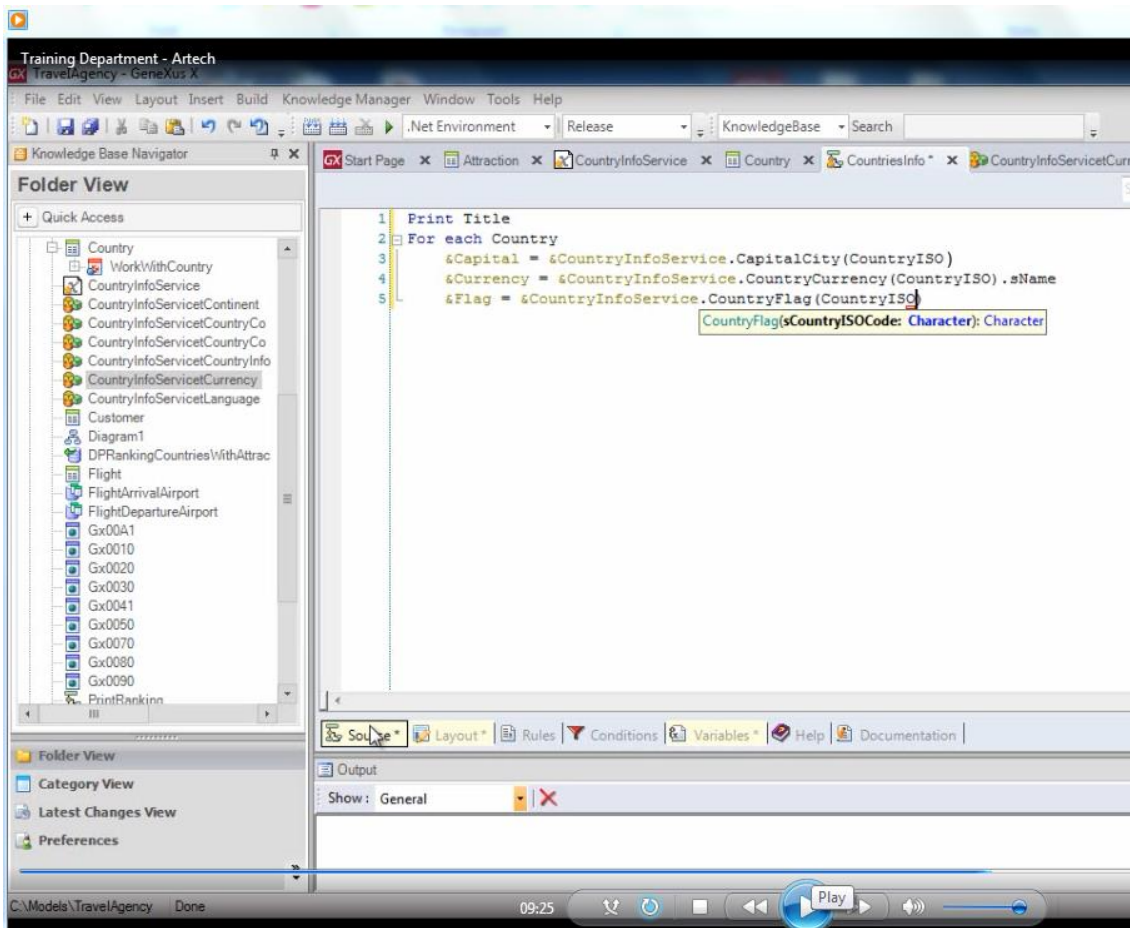 Training Department - Artech
GX TravelAgency - GeneXus X
File Edit View Layout Insert Build Knowledge Manager Window Tools Help
.Net Environment Release KnowledgeBase Search
Knowledge Base Navigator
GX Start Page Attraction CountryInfoService Country CountriesInfo * CountryInfoServicetCurr
Folder View
+ Quick Access
Country
WorkWithCountry
CountryInfoService
CountryInfoServicetContinent
CountryInfoServicetCountryCo
CountryInfoServicetCountryCo
CountryInfoServicetCountryInfo
CountryInfoServicetCurrency
CountryInfoServicetLanguage
Customer
Diagram1
DPRankingCountriesWithAttrac
Flight
FlightArrivalAirport
FlightDepartureAirport
Gx00A1
Gx0010
Gx0020
Gx0030
Gx0041
Gx0050
Gx0070
Gx0080
Gx0090
PrintRanking
1 Print Title
2 For each Country
3 &Capital = &CountryInfoService.CapitalCity(CountryISO)
4 &Currency = &CountryInfoService.CountryCurrency(CountryISO).sName
5 &Flag = &CountryInfoService.CountryFlag(CountryISO)
CountryFlag(sCountryISOCode: Character): Character
Source * Layout * Rules Conditions Variables * Help Documentation
Folder View
Category View
Latest Changes View
Preferences
Output
Show: General
C:\Models\TravelAgency Done
09:25
Play